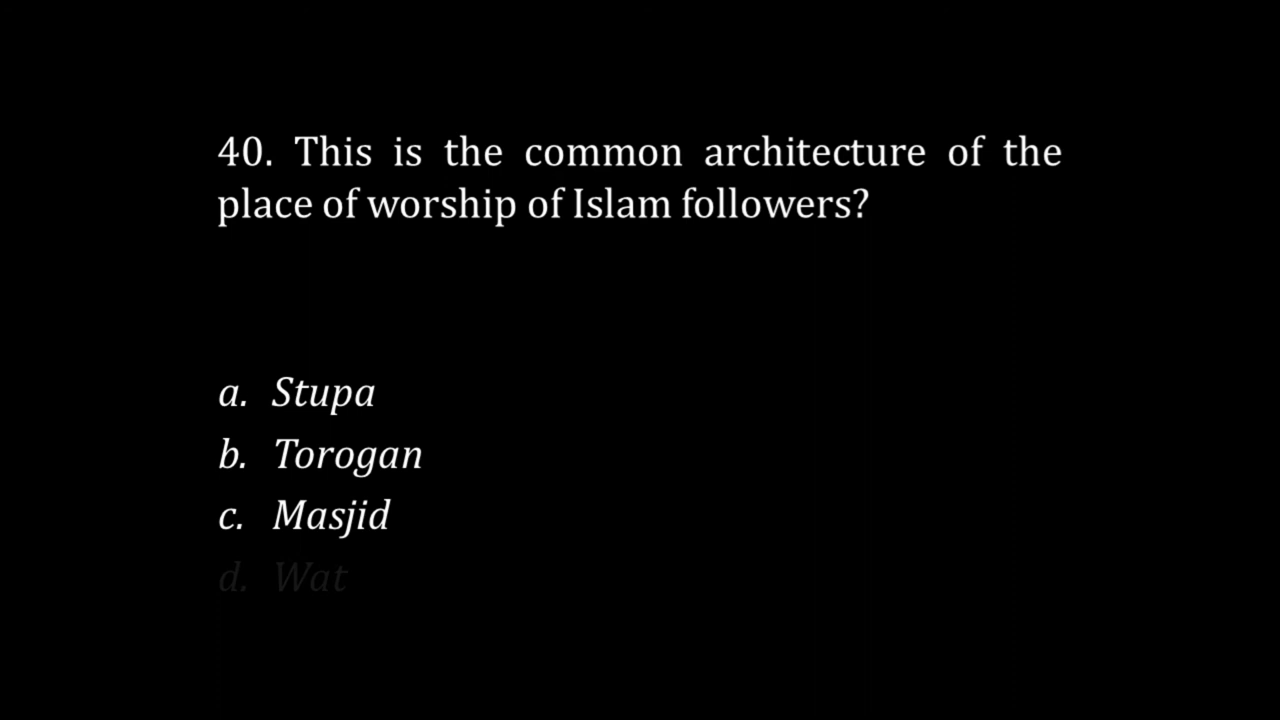 40. This is the common architecture of the
place of worship of Islam followers?
a. Stupa
b. Torogan
c. Masjid
d. Wat